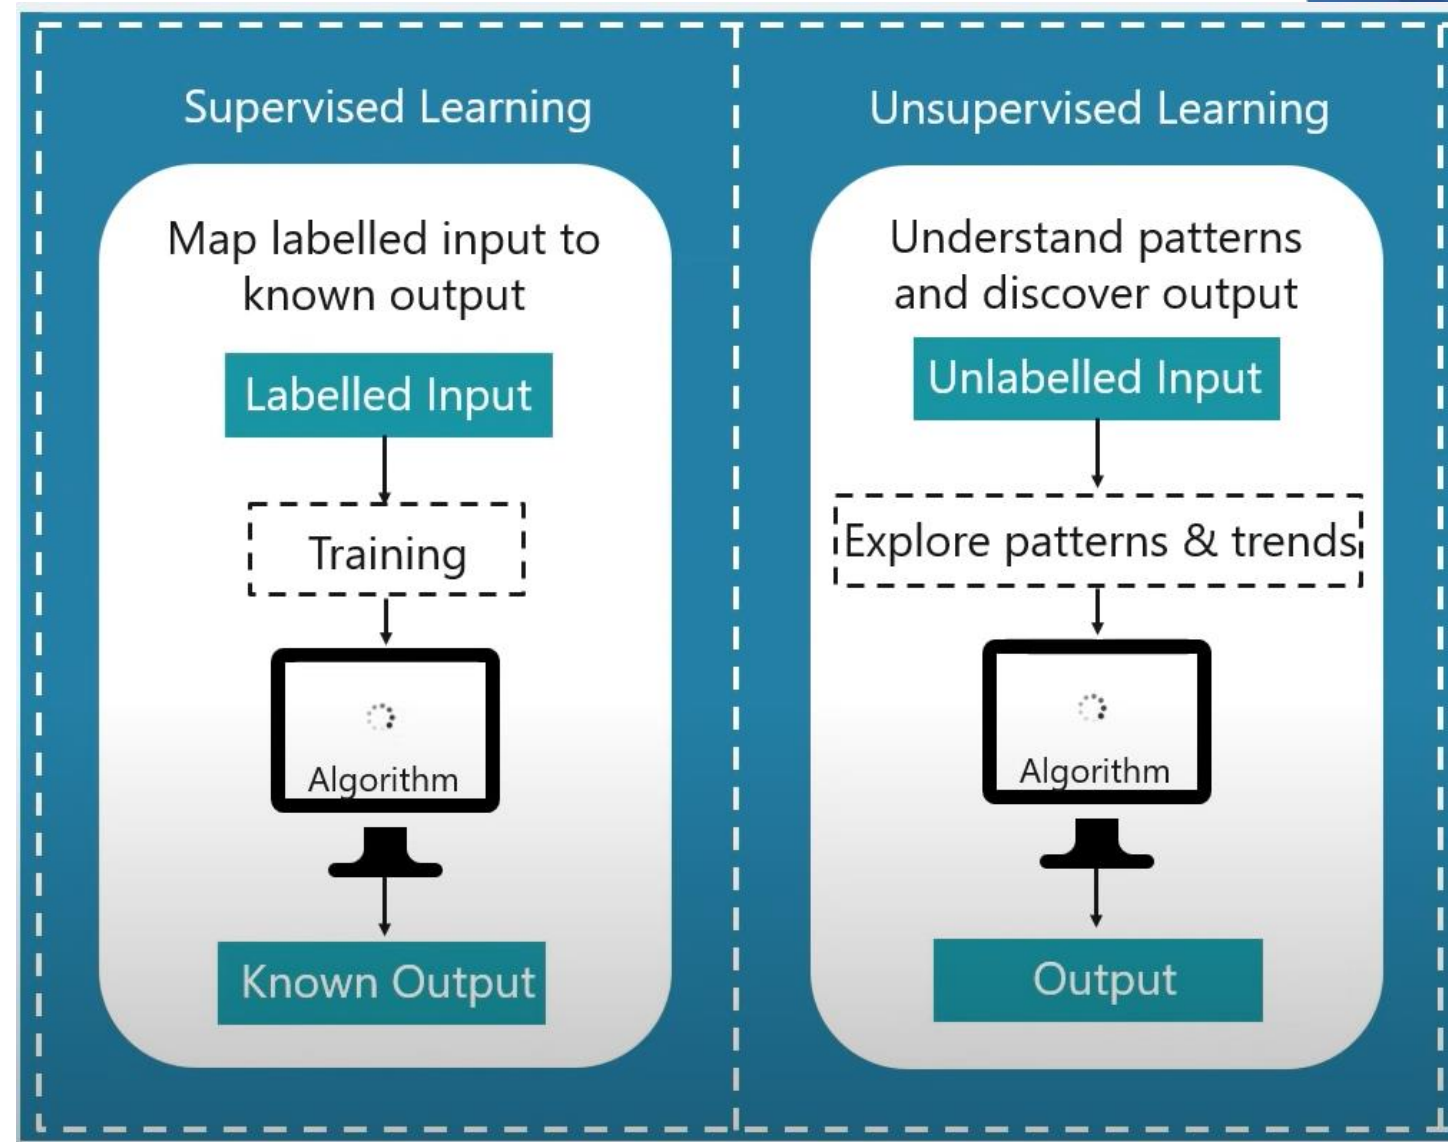 Supervised Learning
Map labelled input to
known output
Labelled Input
Training
Algorithm
Known Output
Unsupervised Learning
Understand patterns
and discover output
Unlabelled Input
Explore patterns & trends
Algorithm
Output